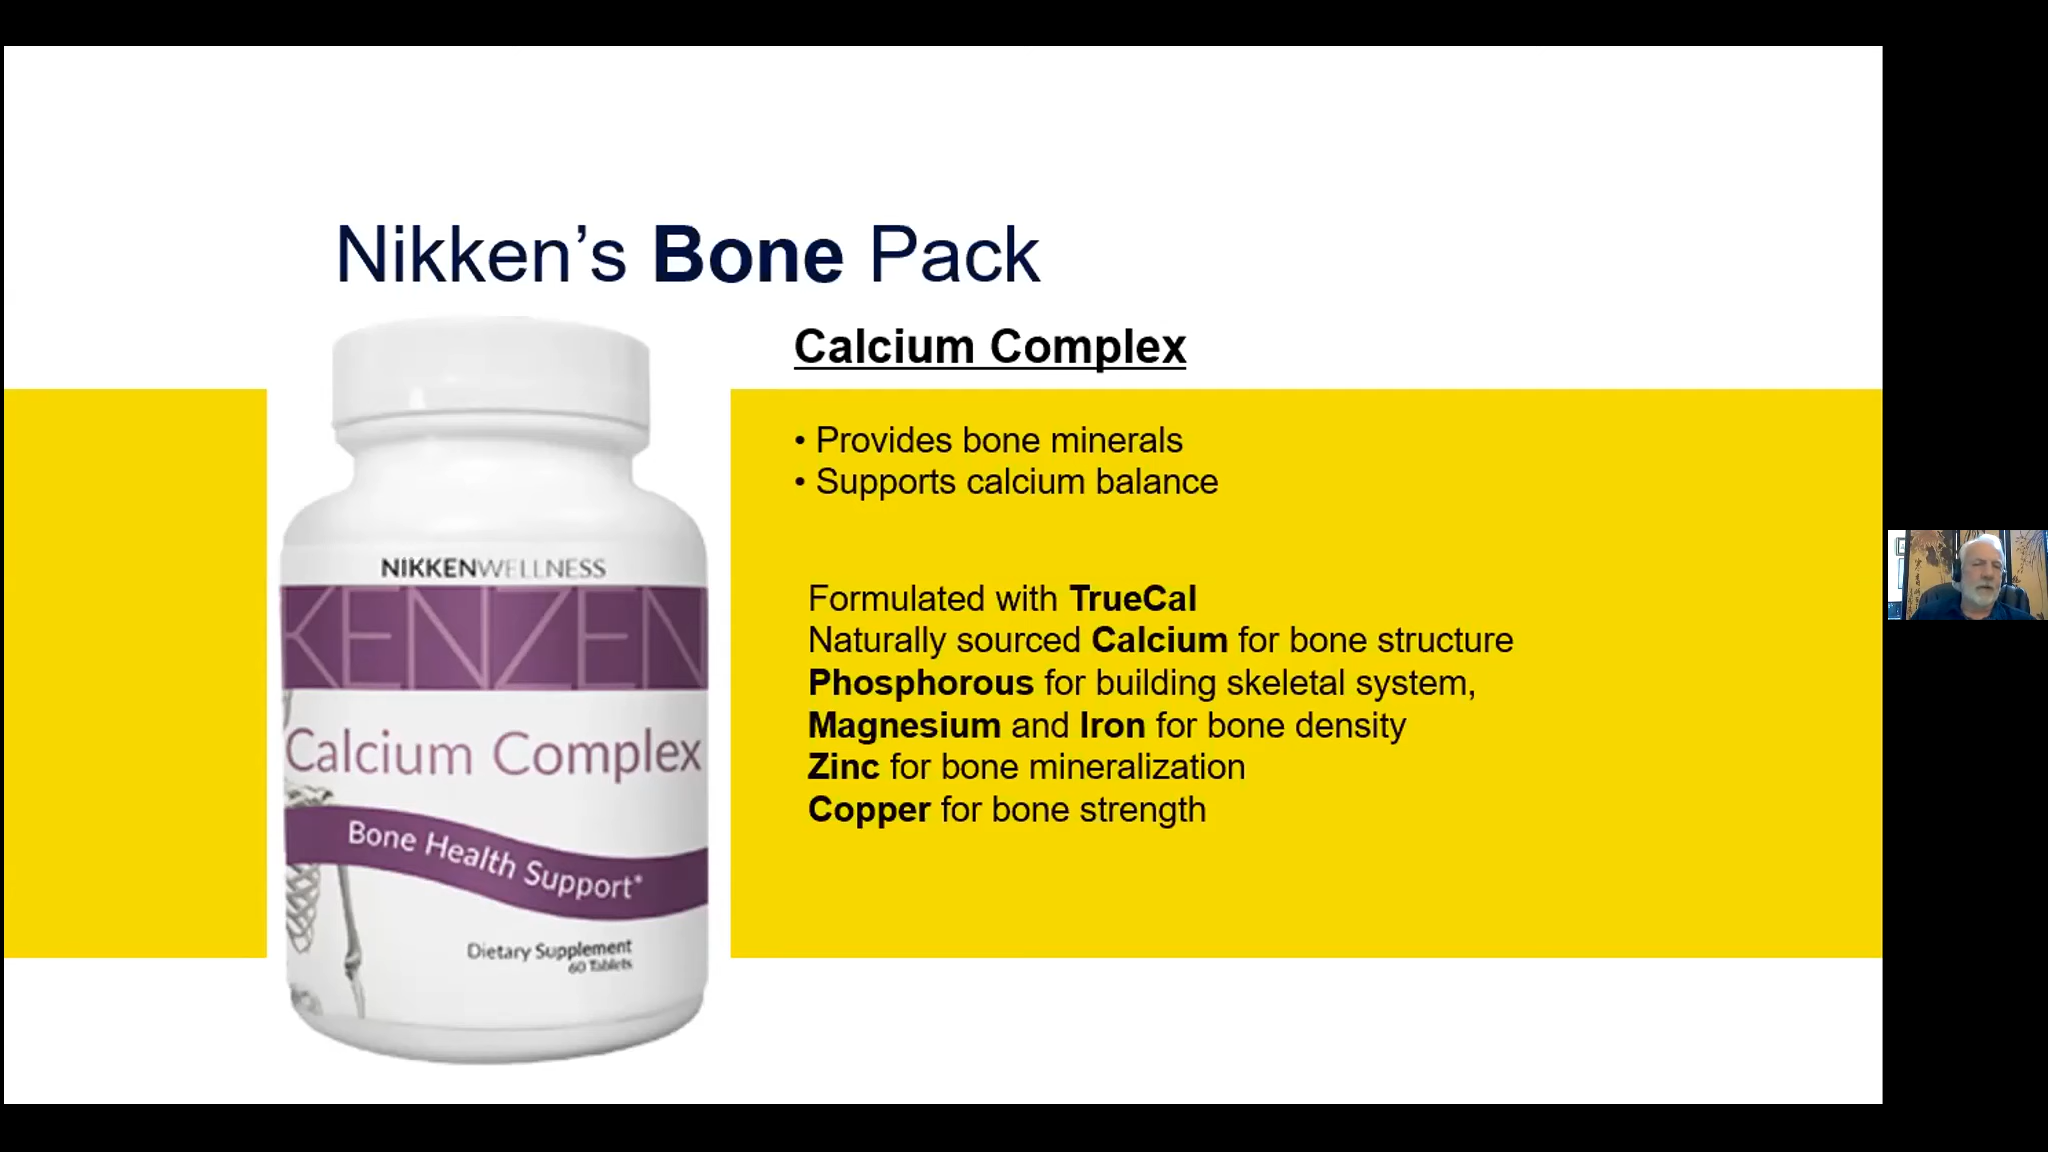 Nikken’s Bone Pack
Calcium Complex
• Provides bone minerals
• Supports calcium balance
Formulated with TrueCal
Naturally sourced Calcium for bone structure
Phosphorous for building skeletal system,
Magnesium and Iron for bone density
Zinc for bone mineralization
Copper for bone strength
NIKKENWELLNESS
KENZEN
Calcium Complex
Bone Health Support*
Dietary Supplement
60 Tablets